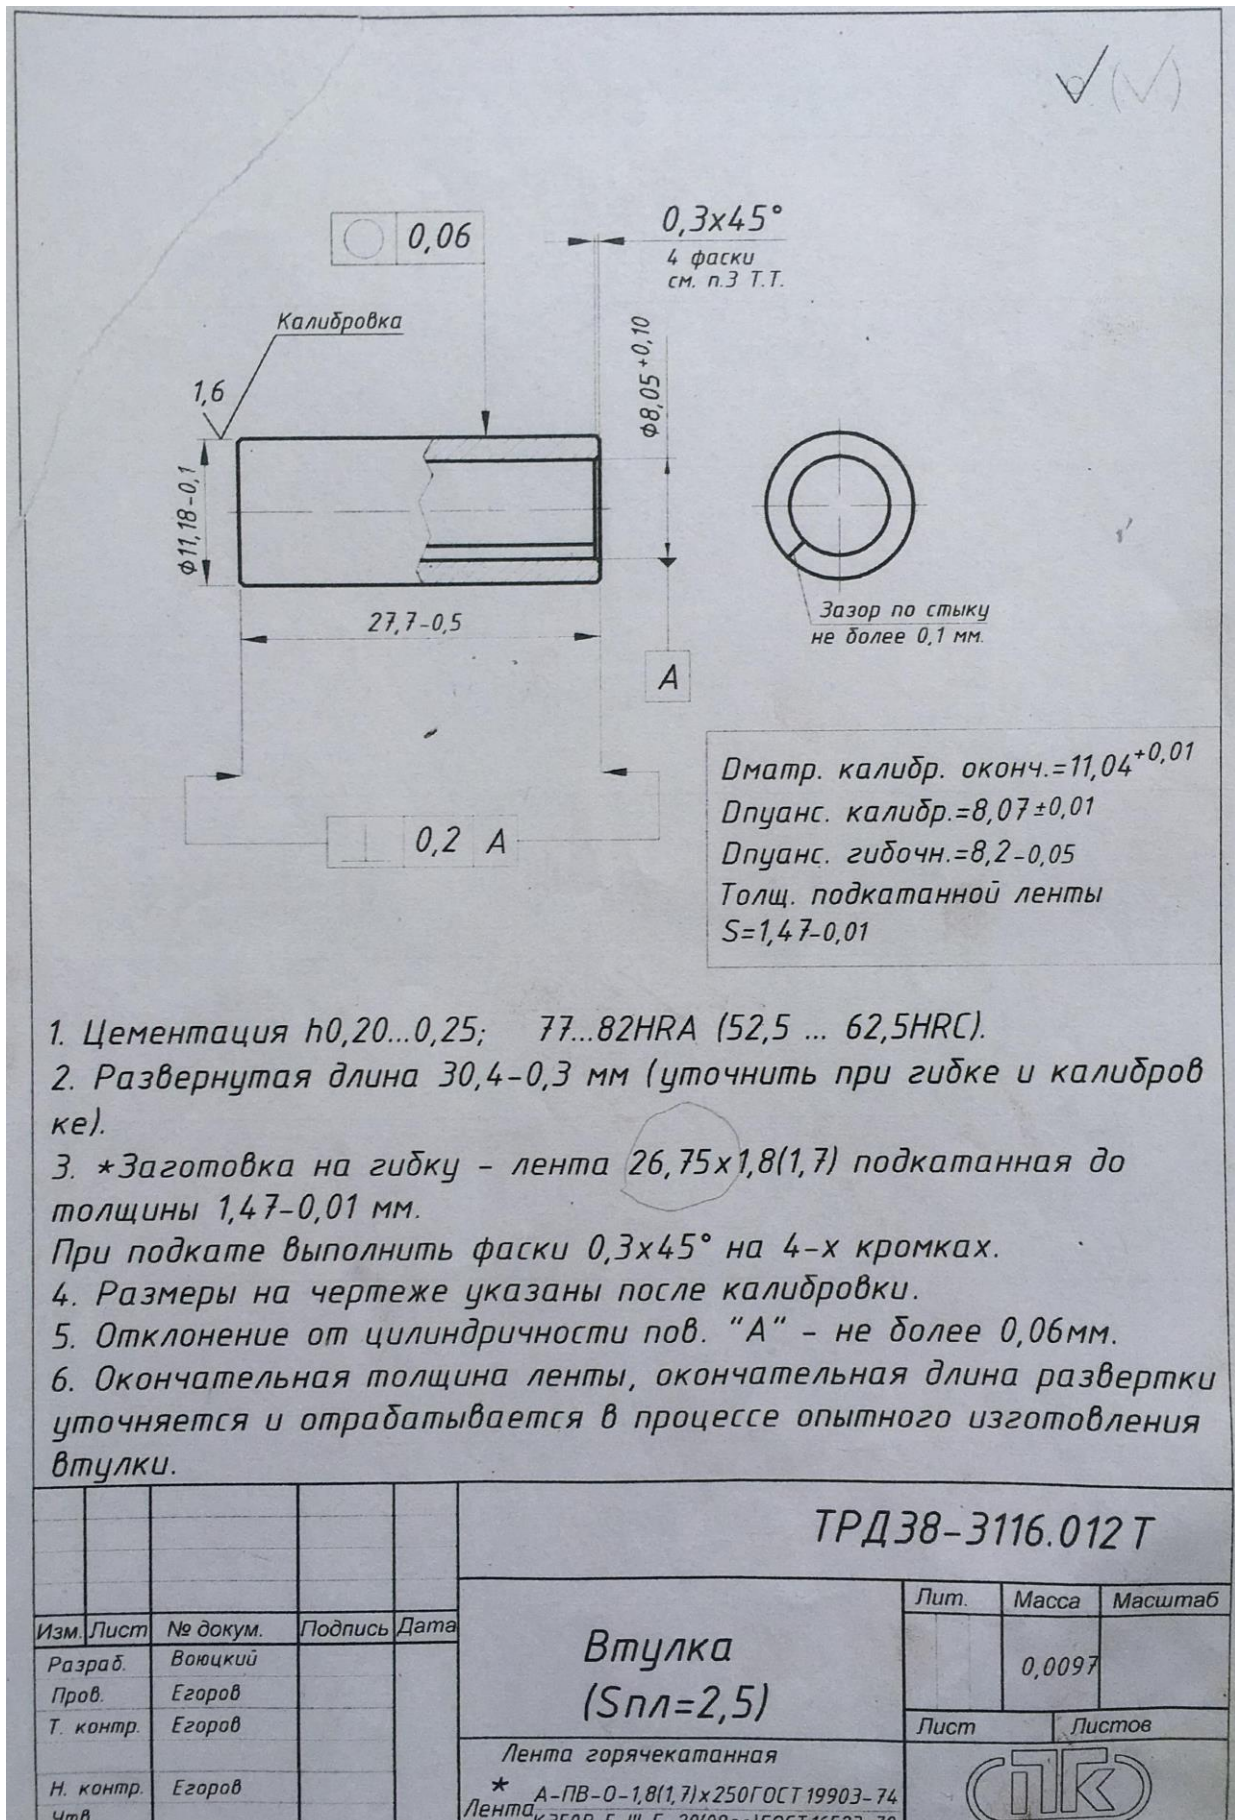 0,06
0,3x45°
4 фаски
см. п.3 Т.Т.
Калибровка
1,6
ϕ8,05+0,10
ϕ11,18-0,1
27,7-0,5
Зазор по стыку
не более 0,1 мм.
А
0,2 А
Dматр. калибр. оконч.=11,04+0,01
Dпуанс. калибр.=8,07±0,01
Dпуанс. гибочн.=8,2-0,05
Толщ. подкатанной ленты
S=1,47-0,01
1. Цементация h0,20...0,25; 77...82HRA (52,5 ... 62,5HRC).
2. Развернутая длина 30,4-0,3 мм (уточнить при гибке и калибров
ке).
3. *Заготовка на гибку - лента 26,75x1,8(1,7) подкатанная до
толщины 1,47-0,01 мм.
При подкате выполнить фаски 0,3x45° на 4-х кромках.
4. Размеры на чертеже указаны после калибровки.
5. Отклонение от цилиндричности пов. "А" - не более 0,06мм.
6. Окончательная толщина ленты, окончательная длина развертки
уточняется и отрабатывается в процессе опытного изготовления
втулки.
ТРД38-3116.012 Т
Лит. Масса Масштаб
Изм. Лист № докум. Подпись Дата
Втулка
(Sпл=2,5)
0,0097
Разраб. Воюцкий
Пров. Егоров
Т. контр. Егоров
Лист Листов
Лента горячекатанная
Н. контр. Егоров
* А-ПВ-О-1,8(1,7)x250ГОСТ 19903-74
Лента
Утв.
ПТК